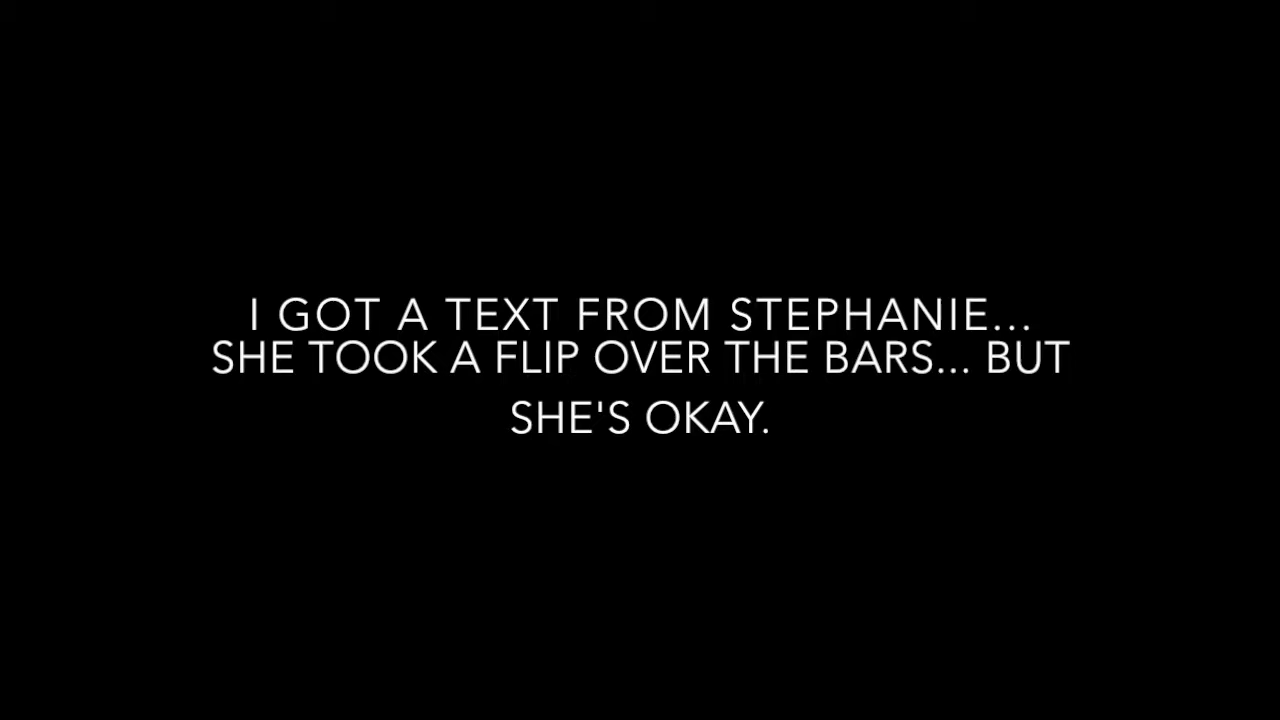 I GOT A TEXT FROM STEPHANIE...
SHE TOOK A FLIP OVER THE BARS... BUT
SHE'S OKAY.